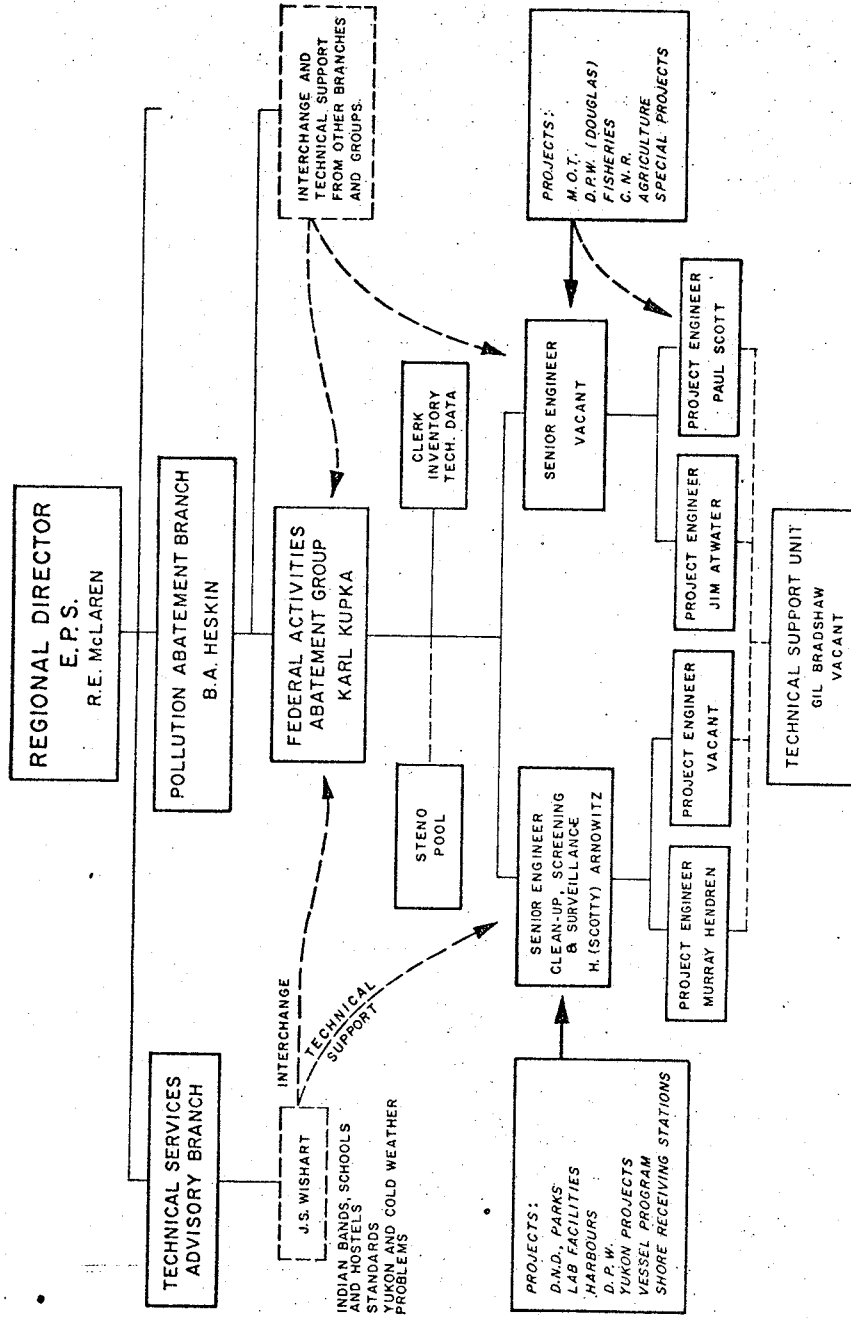 REGIONAL DIRECTOR
E.P.S.
R.E. McLAREN
TECHNICAL SERVICES
ADVISORY BRANCH
POLLUTION ABATEMENT BRANCH
B.A. HESKIN
J.S. WISHART
INDIAN BANDS, SCHOOLS
AND HOSTELS
STANDARDS
YUKON AND COLD WEATHER
PROBLEMS
INTERCHANGE
TECHNICAL
SUPPORT
FEDERAL ACTIVITIES
ABATEMENT GROUP
KARL KUPKA
INTERCHANGE AND
TECHNICAL SUPPORT
FROM OTHER BRANCHES
AND GROUPS.
STENO
POOL
CLERK
INVENTORY
TECH. DATA
PROJECTS:
D.N.D., PARKS
LAB FACILITIES
HARBOURS
D.P.W.
YUKON PROJECTS
VESSEL PROGRAM
SHORE RECEIVING STATIONS
SENIOR ENGINEER
CLEAN-UP, SCREENING
& SURVEILLANCE
H. (SCOTTY) ARNOWITZ
SENIOR ENGINEER
VACANT
PROJECTS:
M.O.T.
D.P.W. (DOUGLAS)
FISHERIES
C.N.R.
AGRICULTURE
SPECIAL PROJECTS
PROJECT ENGINEER
MURRAY HENDREN
PROJECT ENGINEER
VACANT
PROJECT ENGINEER
JIM ATWATER
PROJECT ENGINEER
PAUL SCOTT
TECHNICAL SUPPORT UNIT
GIL BRADSHAW
VACANT